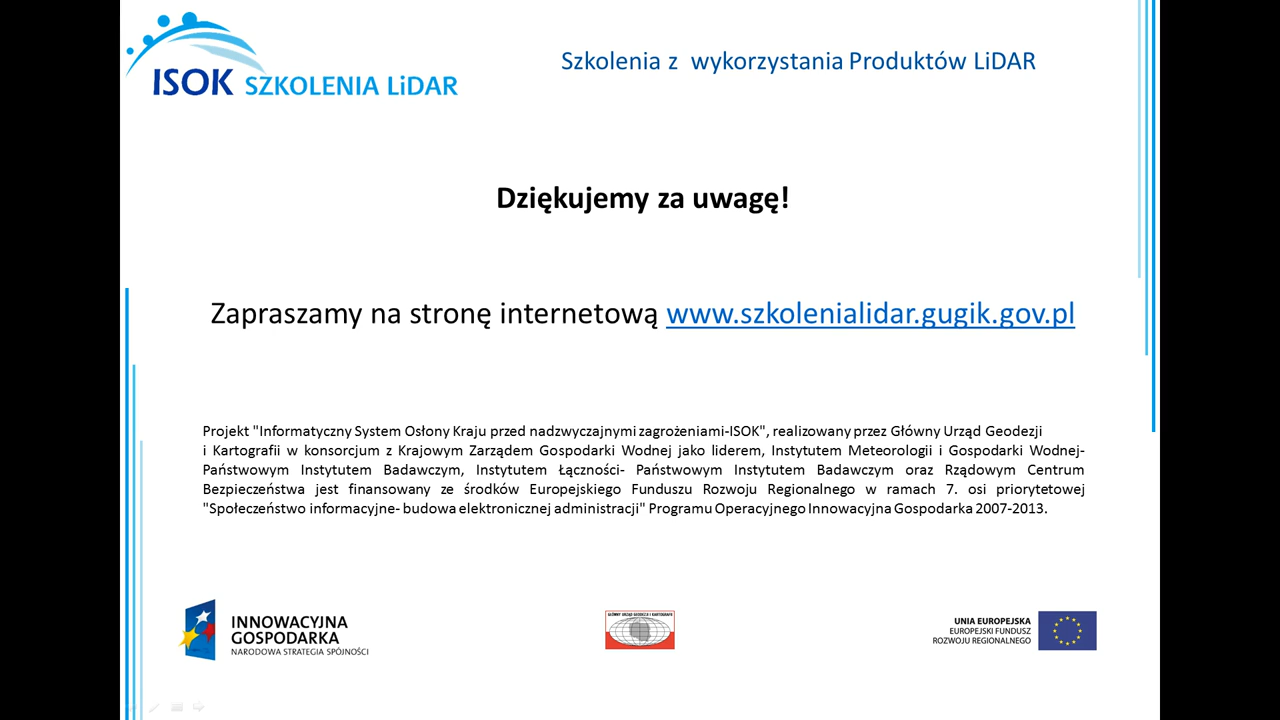 ISOK SZKOLENIA LiDAR
Szkolenia z wykorzystania Produktów LiDAR
Dziękujemy za uwagę!
Zapraszamy na stronę internetową www.szkolenialidar.gugik.gov.pl
Projekt "Informatyczny System Osłony Kraju przed nadzwyczajnymi zagrożeniami-ISOK", realizowany przez Główny Urząd Geodezji
i Kartografii w konsorcjum z Krajowym Zarządem Gospodarki Wodnej jako liderem, Instytutem Meteorologii i Gospodarki Wodnej-
Państwowym Instytutem Badawczym, Instytutem Łączności- Państwowym Instytutem Badawczym oraz Rządowym Centrum
Bezpieczeństwa jest finansowany ze środków Europejskiego Funduszu Rozwoju Regionalnego w ramach 7. osi priorytetowej
"Społeczeństwo informacyjne- budowa elektronicznej administracji" Programu Operacyjnego Innowacyjna Gospodarka 2007-2013.
INNOWACYJNA
GOSPODARKA
NARODOWA STRATEGIA SPÓJNOŚCI
GŁÓWNY URZĄD GEODEZJI I KARTOGRAFII
UNIA EUROPEJSKA
EUROPEJSKI FUNDUSZ
ROZWOJU REGIONALNEGO